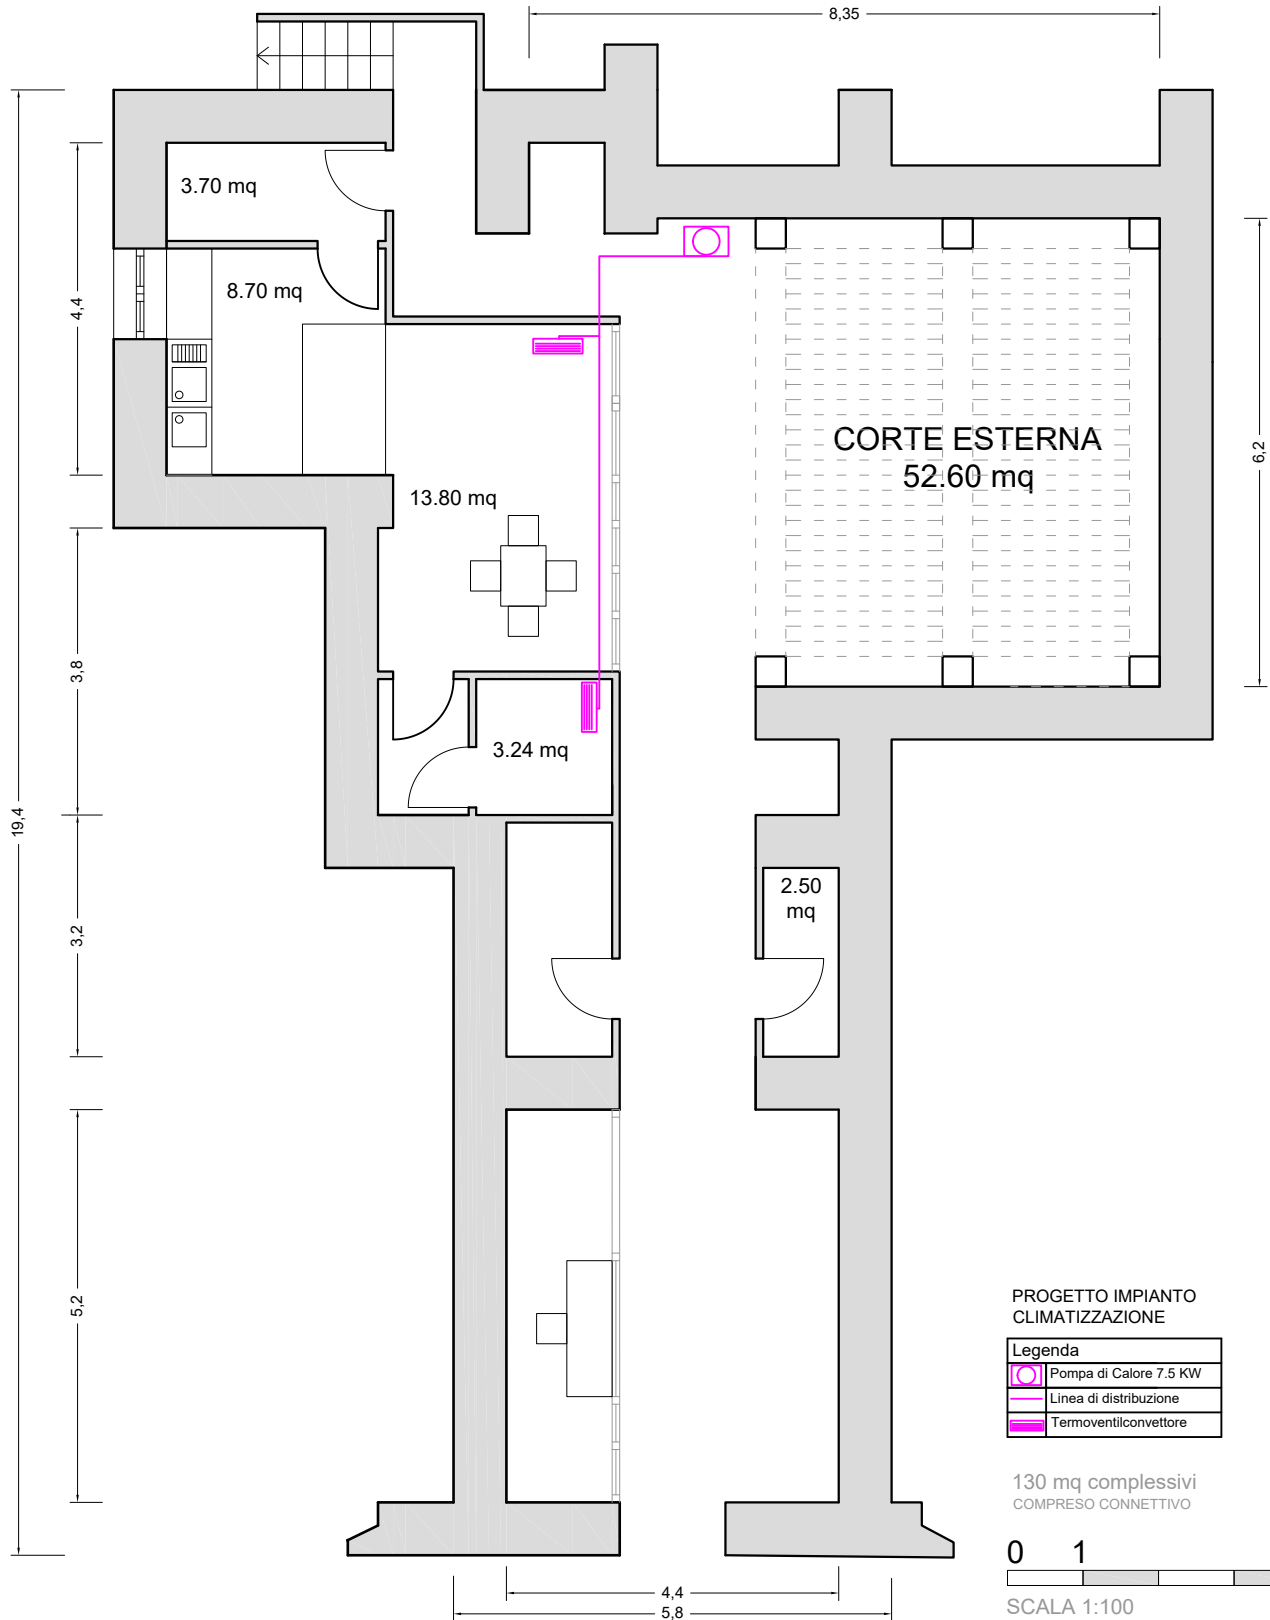 8,35
3.70 mq
8.70 mq
4,4
CORTE ESTERNA
52.60 mq
6,2
13.80 mq
3,8
3.24 mq
19,4
2.50
mq
3,2
5,2
PROGETTO IMPIANTO
CLIMATIZZAZIONE
Legenda
Pompa di Calore 7.5 KW
Linea di distribuzione
Termoventilconvettore
130 mq complessivi
COMPRESO CONNETTIVO
0 1
SCALA 1:100
4,4
5,8